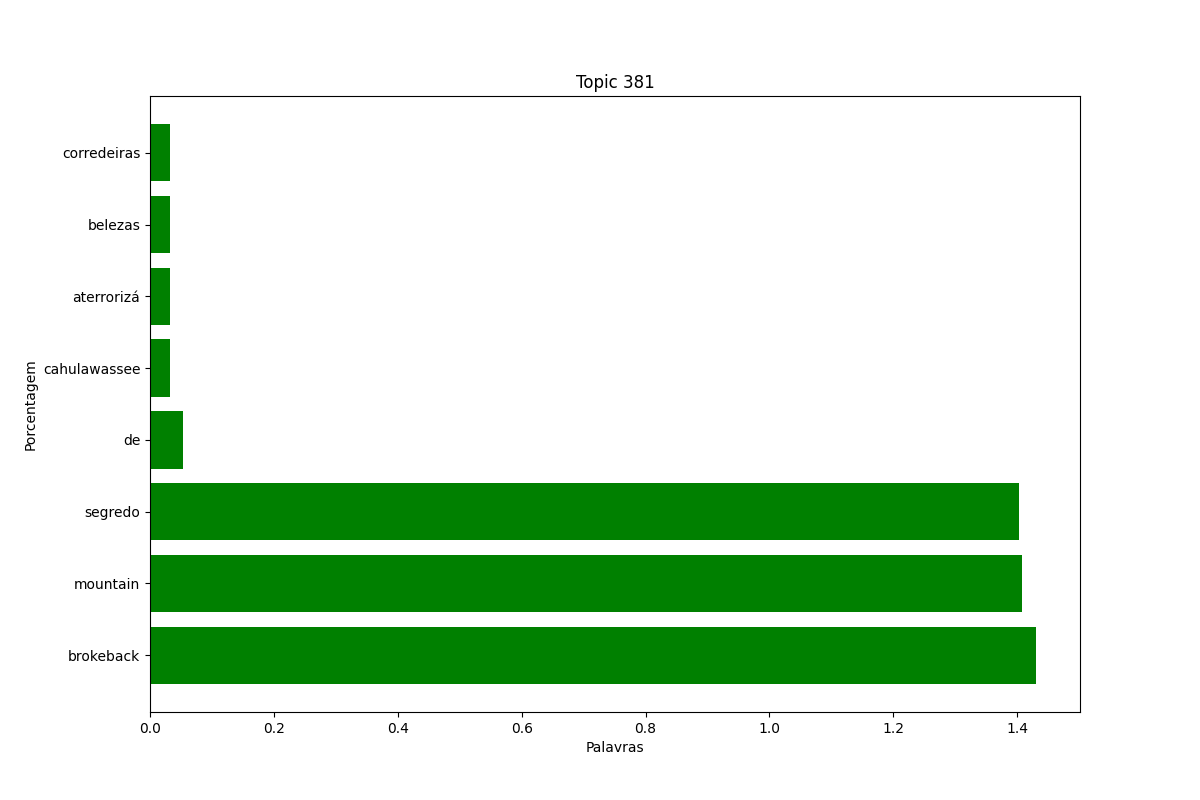 Topic 381
corredeiras
belezas
aterrorizá
cahulawassee
de
segredo
mountain
brokeback
Porcentagem
0.0 0.2 0.4 0.6 0.8 1.0 1.2 1.4
Palavras